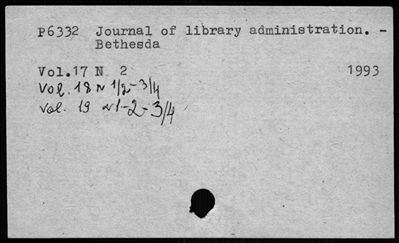 P6332 Journal of library administration. -
Bethesda
Vol.17 N 2 1993
Vol. 18 N 1/2-3/4
Vol. 19 N1-2-3/4